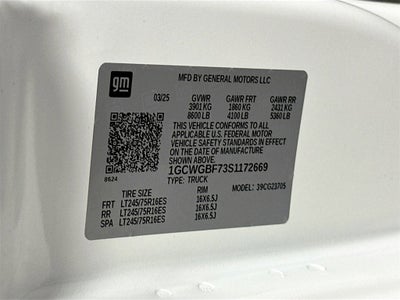 gm
MFD BY GENERAL MOTORS LLC
03/25 GVWR GAWR FRT GAWR RR
3901 KG 1860 KG 2431 KG
8600 LB 4100 LB 5360 LB
THIS VEHICLE CONFORMS TO ALL
APPLICABLE U.S. FEDERAL MOTOR
VEHICLE SAFETY STANDARDS IN EFFECT
ON THE DATE OF MANUFACTURE SHOWN ABOVE.
1GCWGBF73S1172669
8624 TYPE: TRUCK
MODEL: 39CG23705
TIRE SIZE RIM
FRT LT245/75R16ES 16X6.5J
RR LT245/75R16ES 16X6.5J
SPA LT245/75R16ES 16X6.5J